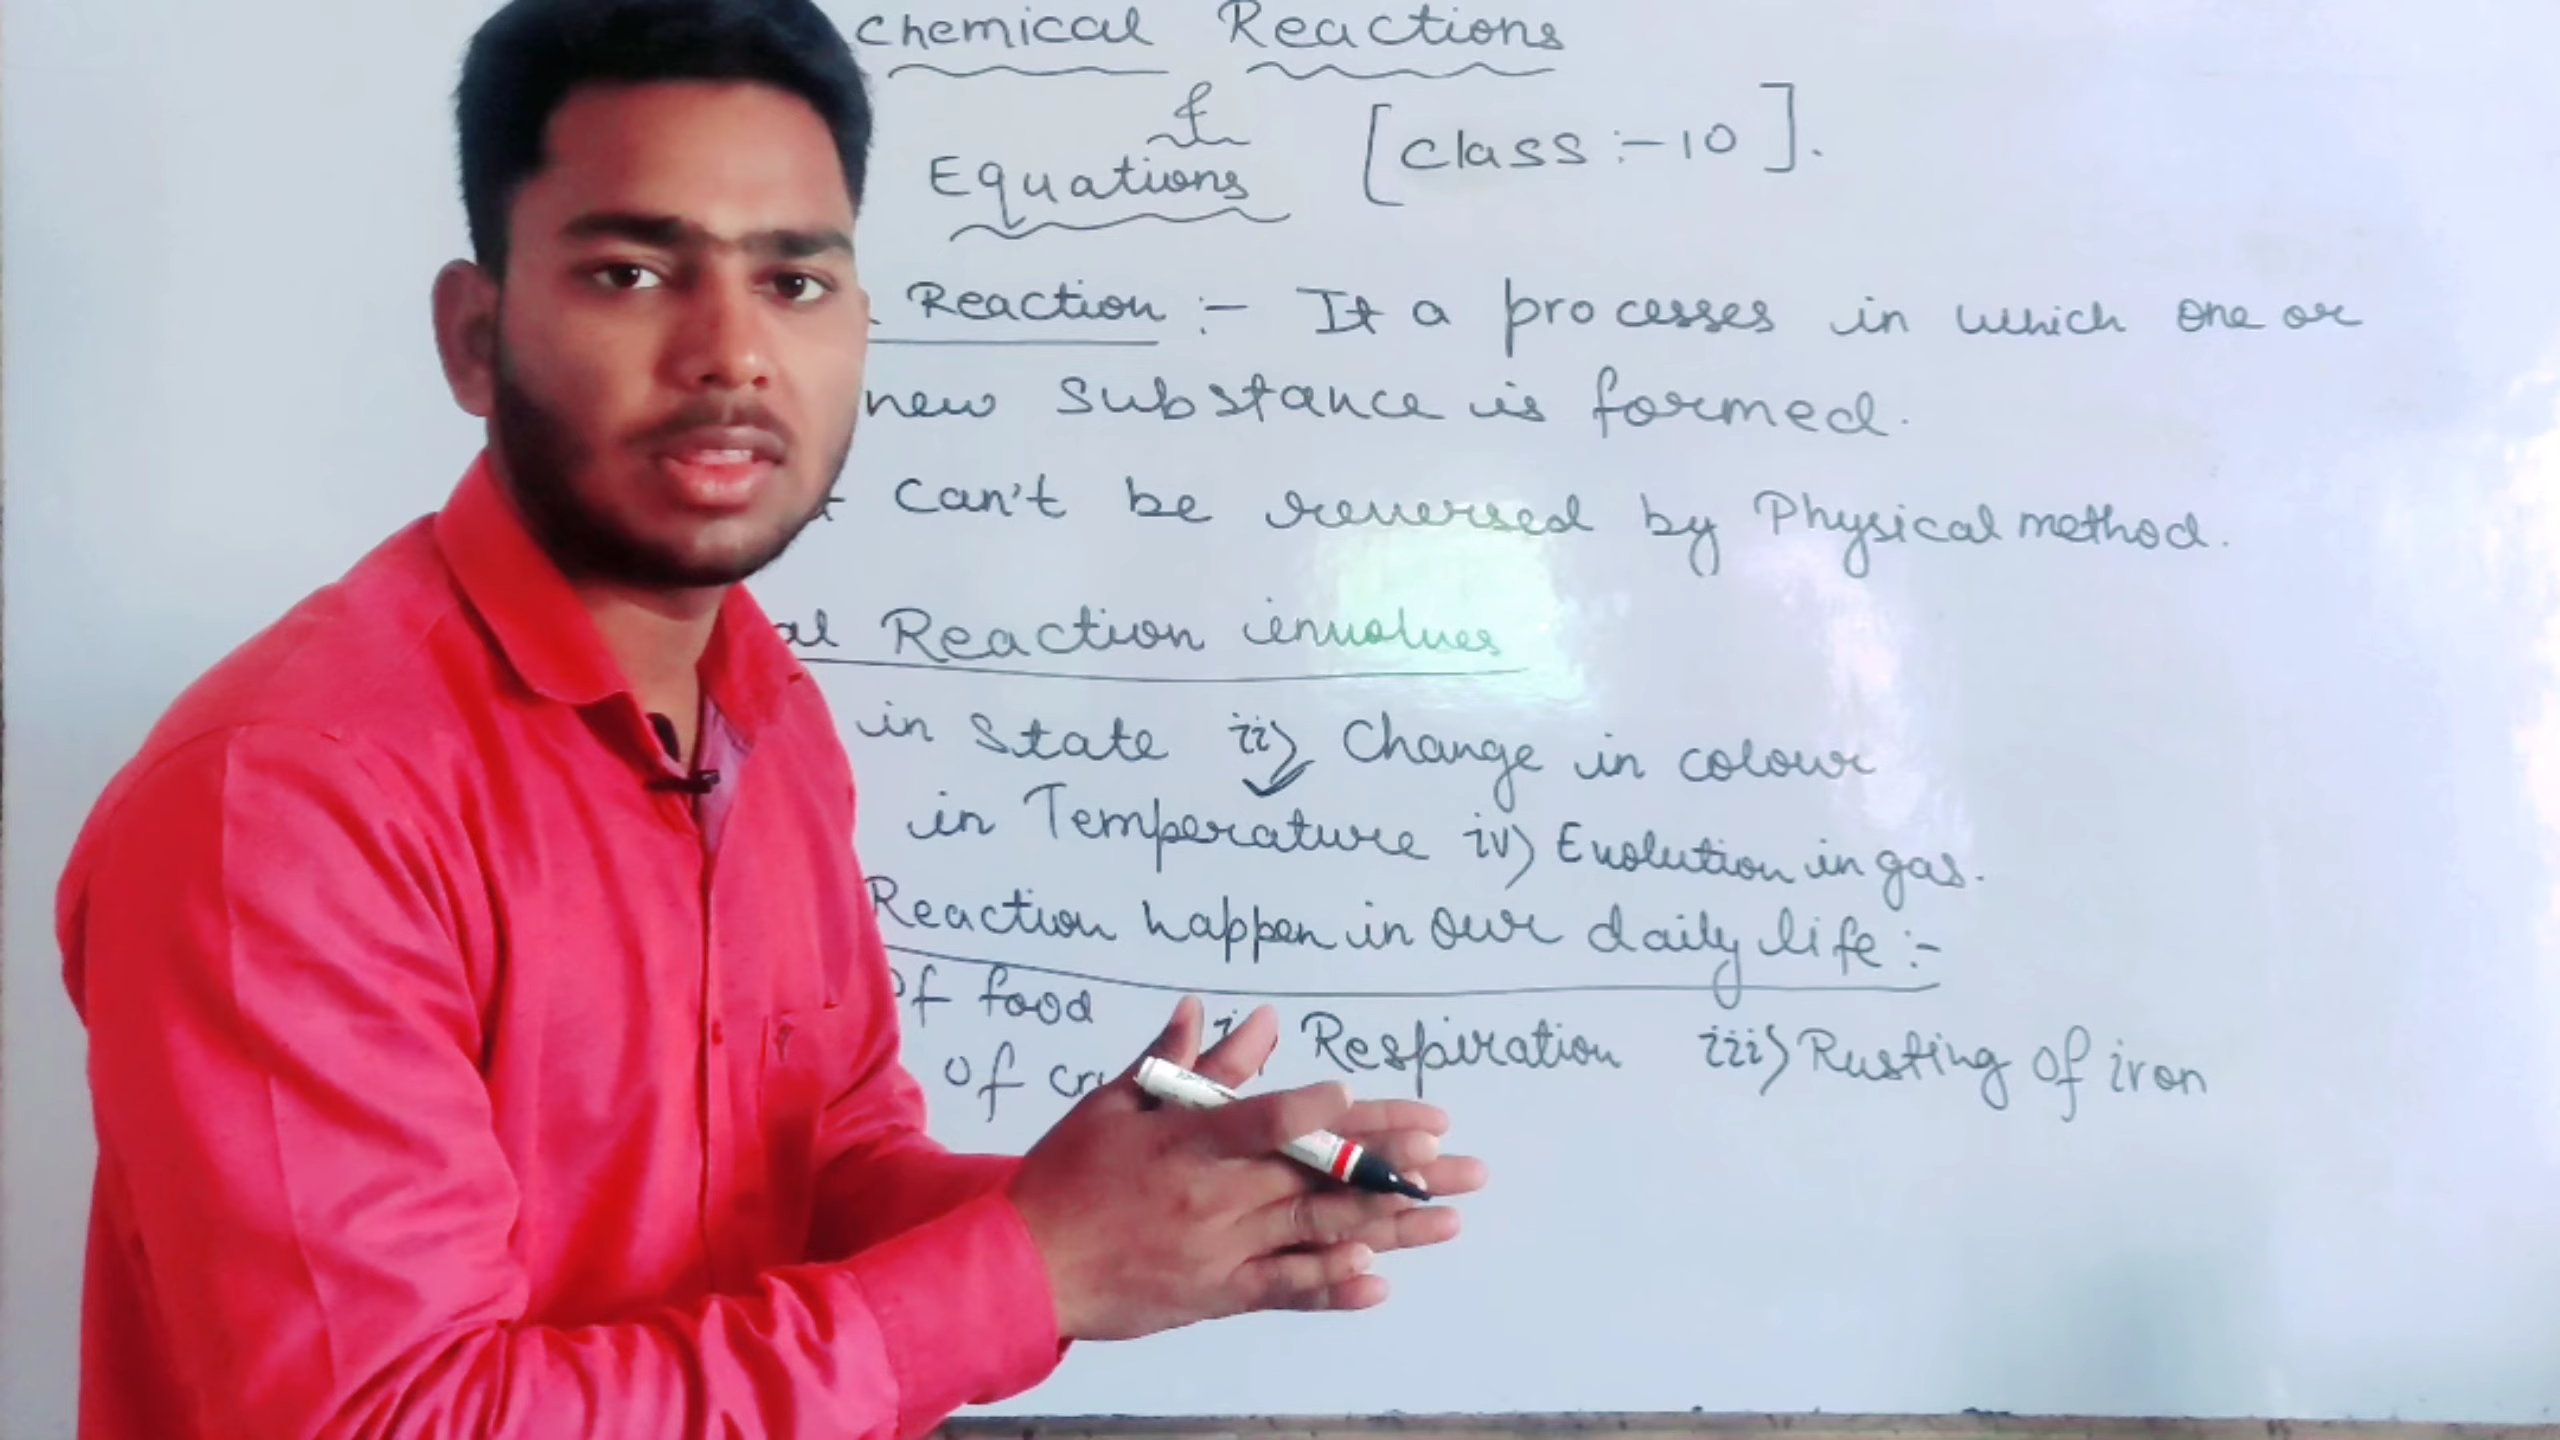 Chemical Reactions
&
Equations [class :- 10].
Reaction :- It a processes in which one or
new substance is formed.
can't be reversed by Physical method.
al Reaction involves
in State ii) Change in colour
in Temperature iv) Evolution in gas.
Reaction happen in our daily life :-
of food Respiration iii) Rusting of iron
of